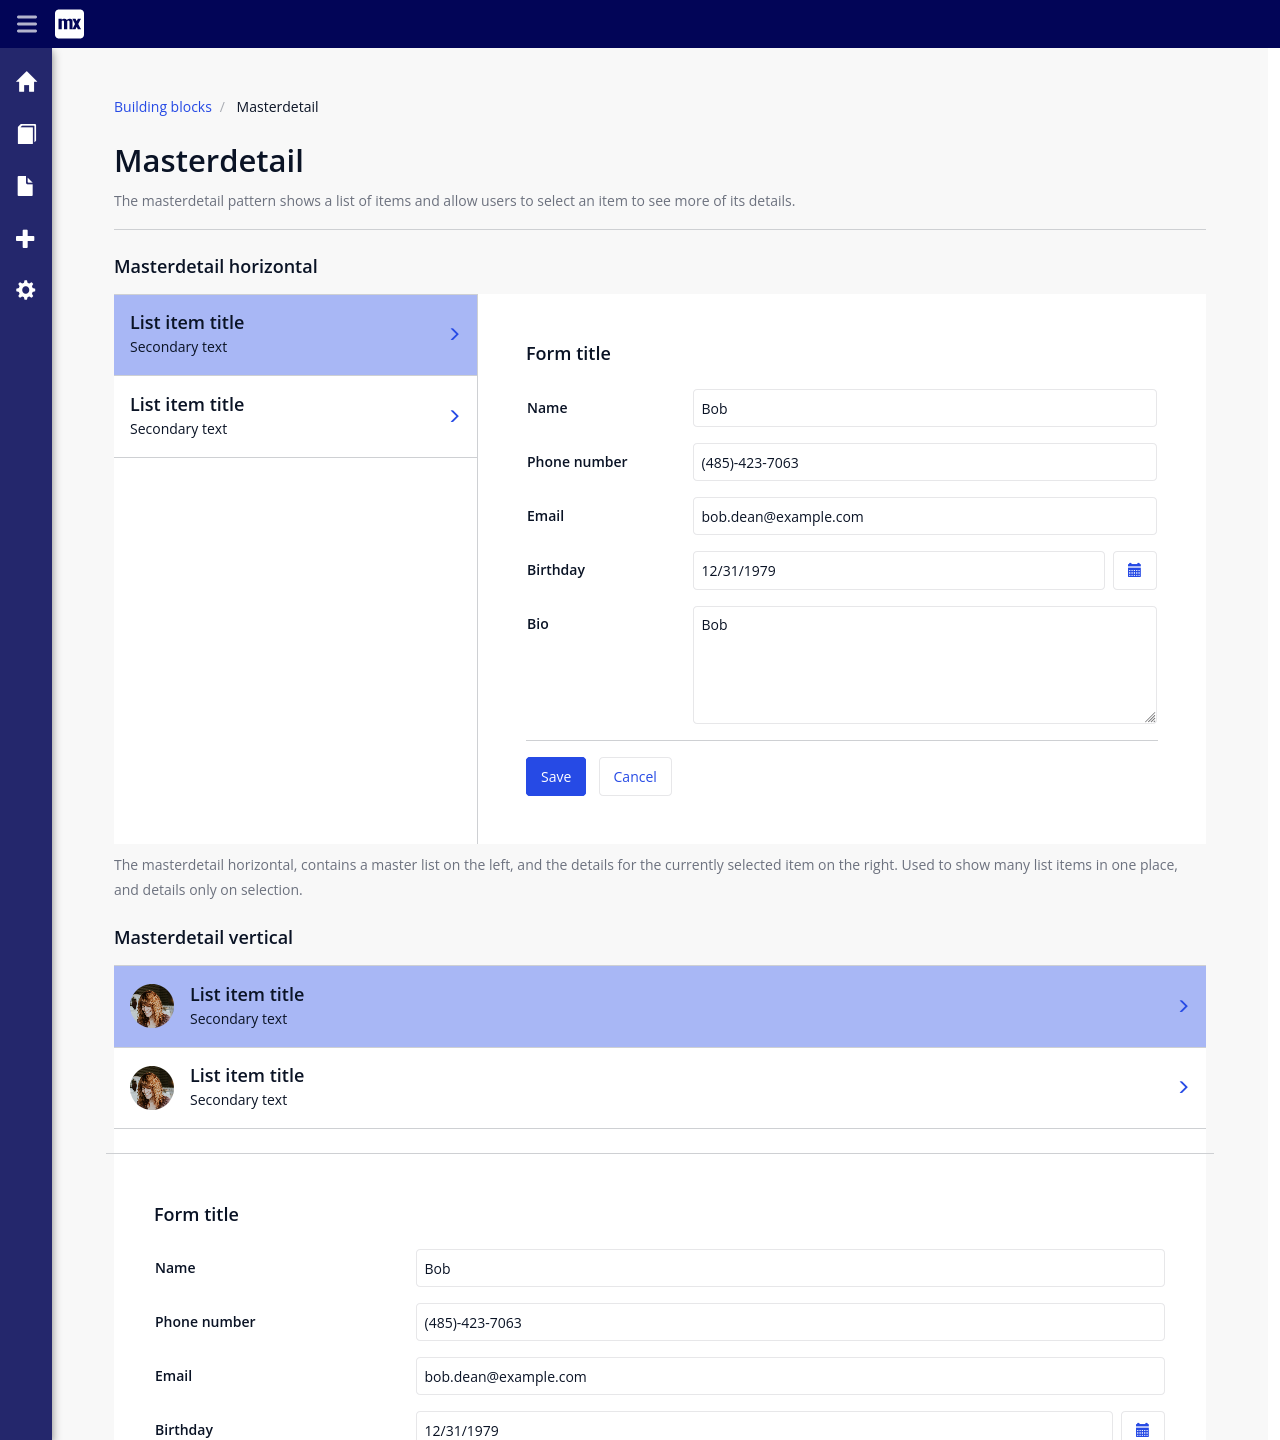 mx
Building blocks / Masterdetail
Masterdetail
The masterdetail pattern shows a list of items and allow users to select an item to see more of its details.
Masterdetail horizontal
List item title
Secondary text
List item title
Secondary text
Form title
Name Bob
Phone number (485)-423-7063
Email bob.dean@example.com
Birthday 12/31/1979
Bio Bob
Save Cancel
The masterdetail horizontal, contains a master list on the left, and the details for the currently selected item on the right. Used to show many list items in one place,
and details only on selection.
Masterdetail vertical
List item title
Secondary text
List item title
Secondary text
Form title
Name Bob
Phone number (485)-423-7063
Email bob.dean@example.com
Birthday 12/31/1979